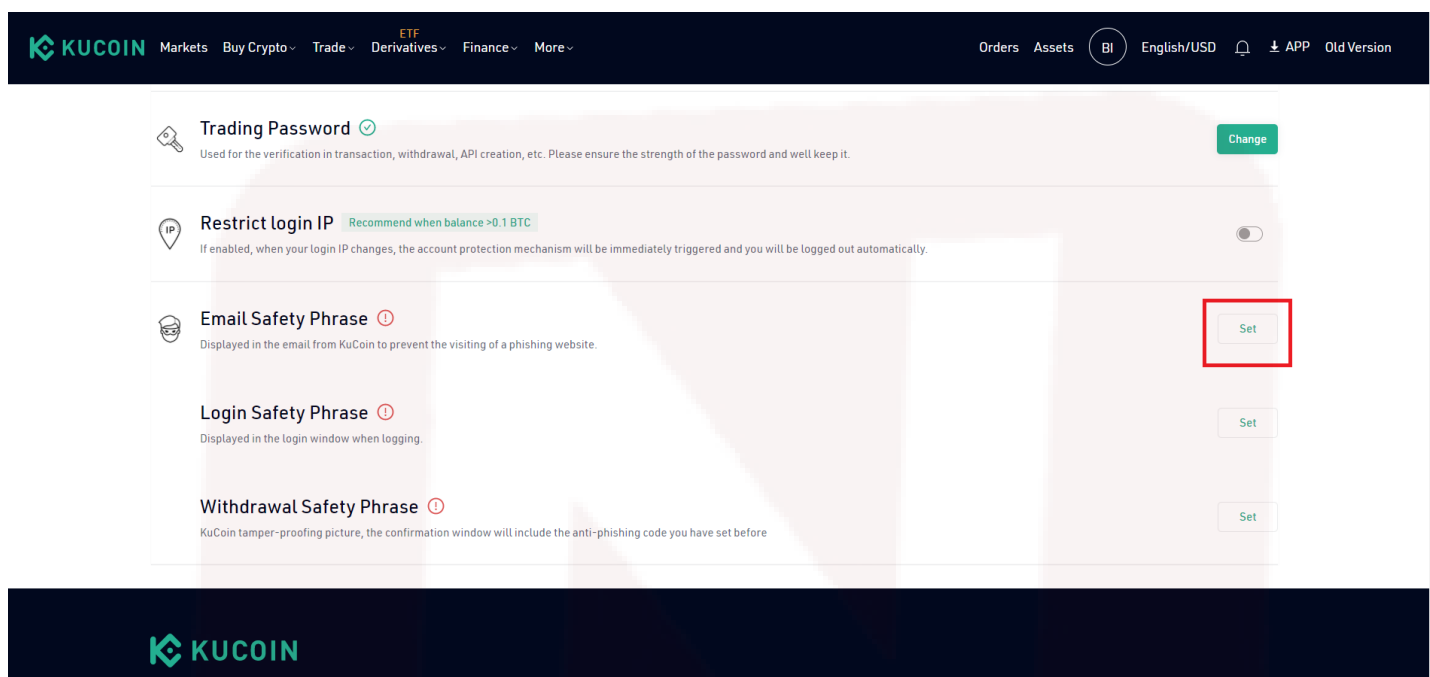 KUCOIN Markets Buy Crypto Trade ETF Derivatives Finance More Orders Assets BI English/USD APP Old Version
Trading Password
Used for the verification in transaction, withdrawal, API creation, etc. Please ensure the strength of the password and well keep it.
Change
IP
Restrict login IP Recommend when balance >0.1 BTC
If enabled, when your login IP changes, the account protection mechanism will be immediately triggered and you will be logged out automatically.
Email Safety Phrase
Displayed in the email from KuCoin to prevent the visiting of a phishing website.
Set
Login Safety Phrase
Displayed in the login window when logging.
Set
Withdrawal Safety Phrase
KuCoin tamper-proofing picture, the confirmation window will include the anti-phishing code you have set before
Set
KUCOIN